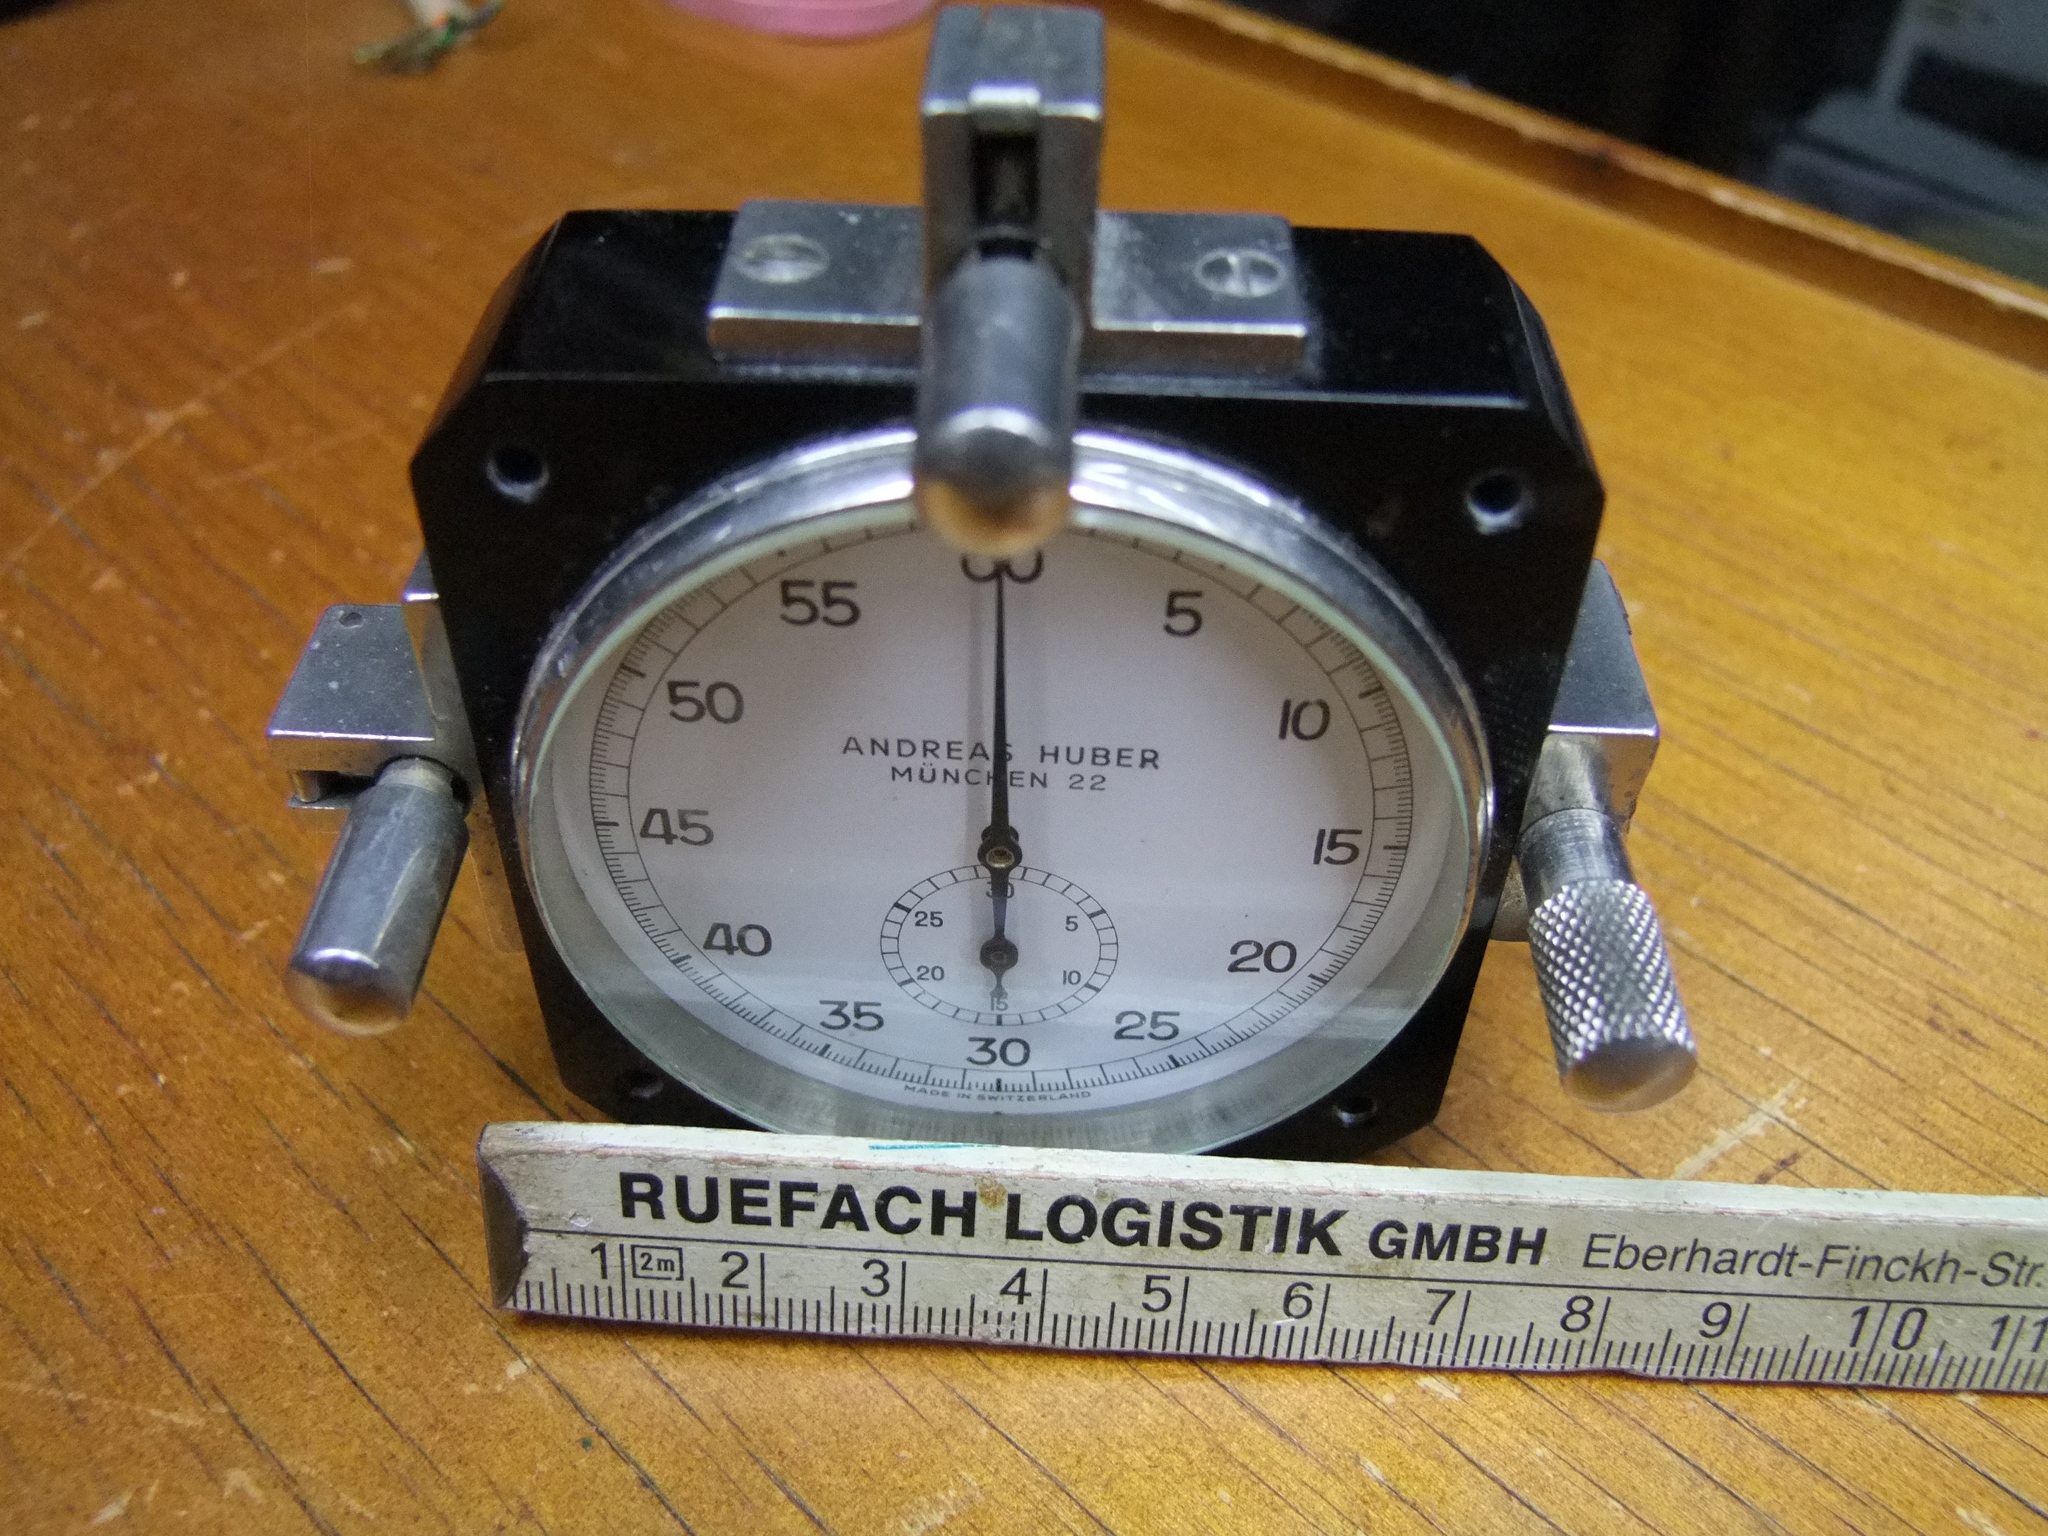 60
55 5
50 10
ANDREAS HUBER
MÜNCHEN 22
45 15
30
25 5
20 10
15
40 20
35 25
30
MADE IN SWITZERLAND
RUEFACH LOGISTIK GMBH Eberhardt-Finckh-Str.
1 2m 2 3 4 5 6 7 8 9 10 11